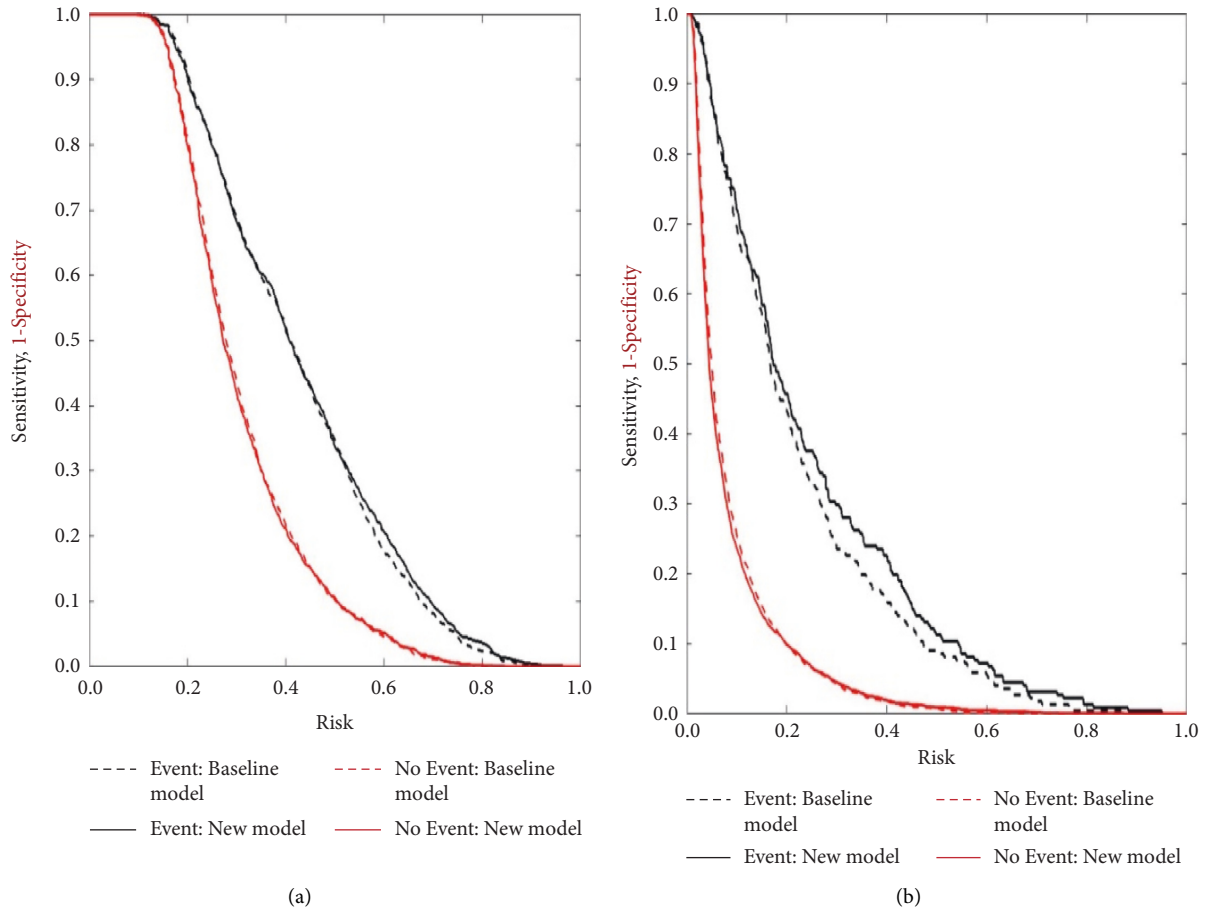 1.0
0.9
0.8
0.7
0.6
0.5
0.4
0.3
0.2
0.1
0.0
Sensitivity, 1-Specificity
0.0 0.2 0.4 0.6 0.8 1.0
Risk
Event: Baseline
model
No Event: Baseline
model
Event: New model
No Event: New model
(a)
1.0
0.9
0.8
0.7
0.6
0.5
0.4
0.3
0.2
0.1
0.0
Sensitivity, 1-Specificity
0.0 0.2 0.4 0.6 0.8 1.0
Risk
Event: Baseline
model
No Event: Baseline
model
Event: New model
No Event: New model
(b)